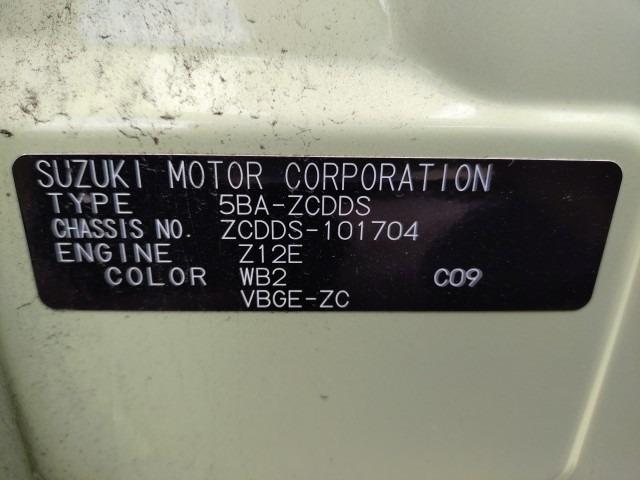 SUZUKI MOTOR CORPORATION
TYPE 5BA-ZCDDS
CHASSIS NO. ZCDDS-101704
ENGINE Z12E
COLOR WB2 C09
VBGE-ZC